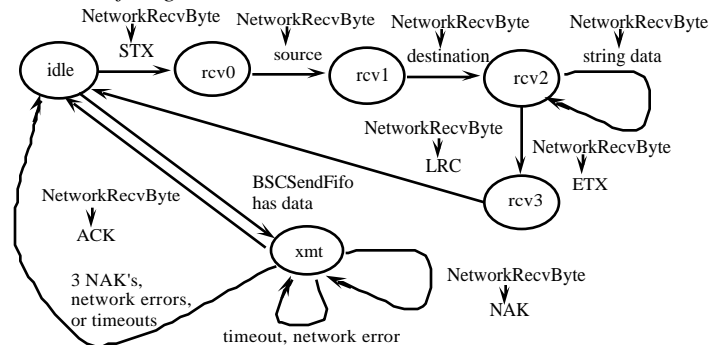 NetworkRecvByte
STX
NetworkRecvByte
source
NetworkRecvByte
destination
NetworkRecvByte
string data
idle
rcv0
rcv1
rcv2
NetworkRecvByte
LRC
NetworkRecvByte
ETX
NetworkRecvByte
ACK
BSCSendFifo
has data
rcv3
xmt
3 NAK's,
network errors,
or timeouts
NetworkRecvByte
NAK
timeout, network error